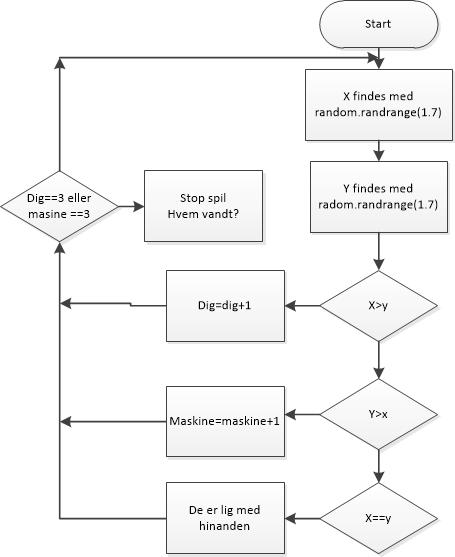 Start
X findes med
random.randrange(1.7)
Y findes med
radom.randrange(1.7)
Dig==3 eller
masine ==3
Stop spil
Hvem vandt?
Dig=dig+1
X>y
Maskine=maskine+1
Y>x
De er lig med
hinanden
X==y